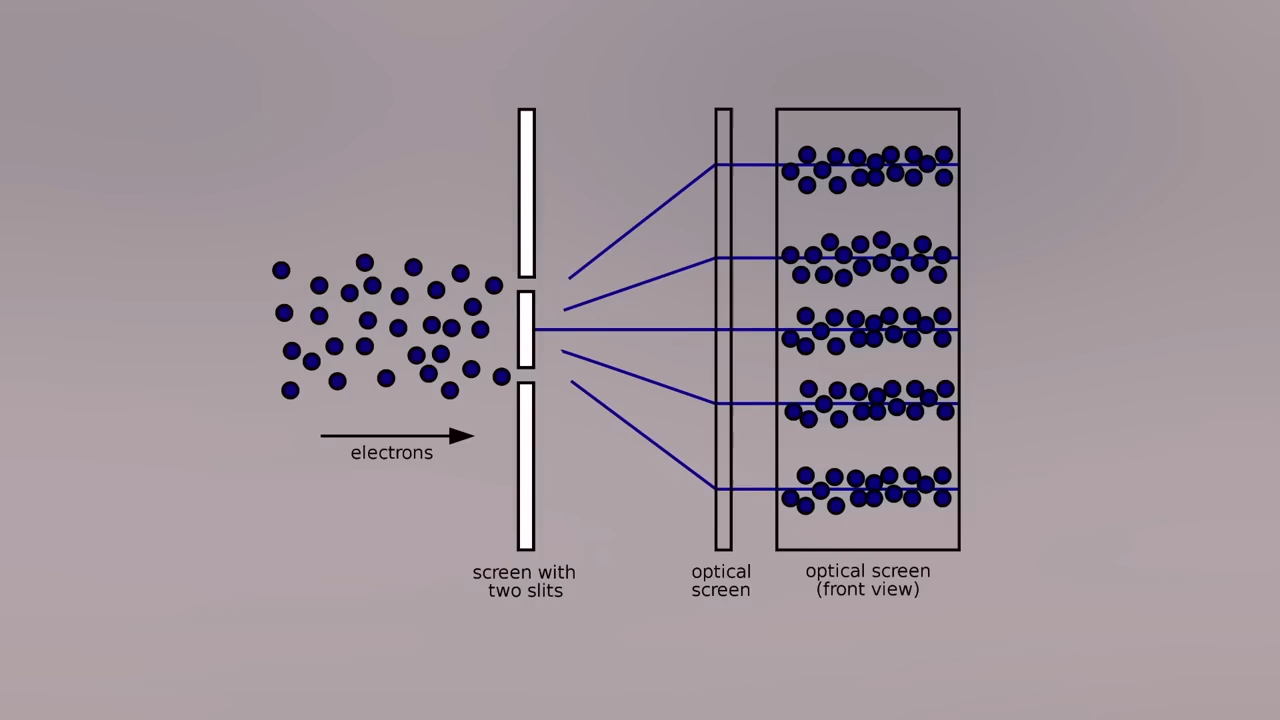 electrons
screen with
two slits
optical
screen
optical screen
(front view)